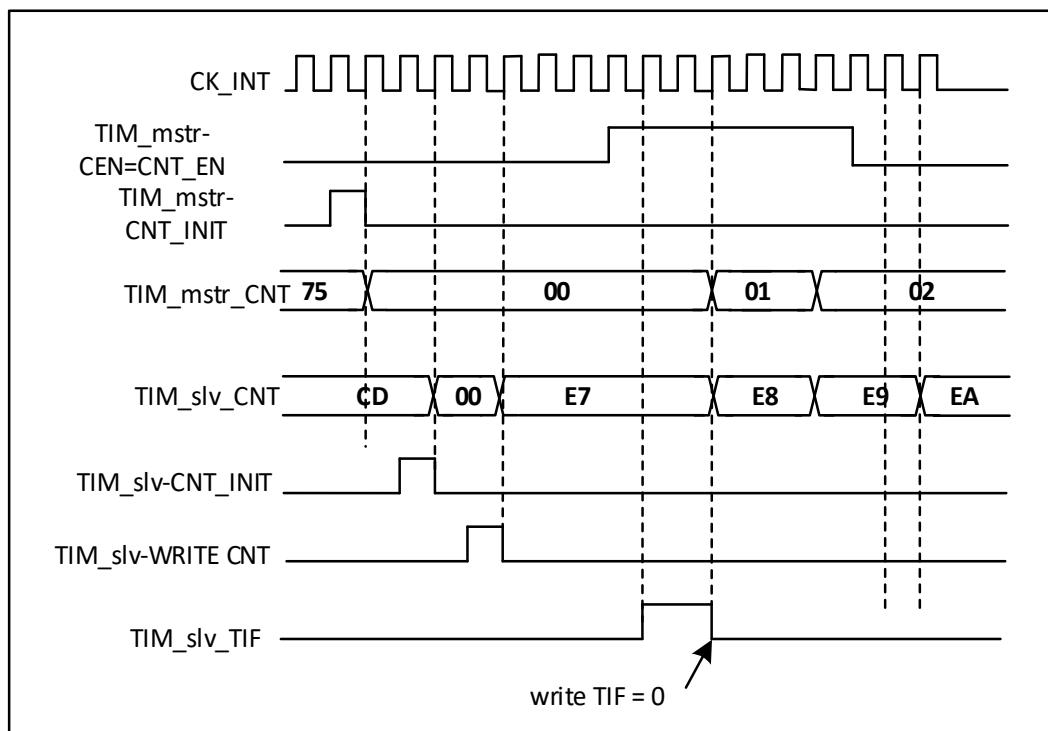 CK_INT
TIM_mstr-
CEN=CNT_EN
TIM_mstr-
CNT_INIT
TIM_mstr_CNT 75 00 01 02
TIM_slv_CNT CD 00 E7 E8 E9 EA
TIM_slv-CNT_INIT
TIM_slv-WRITE CNT
TIM_slv_TIF
write TIF = 0